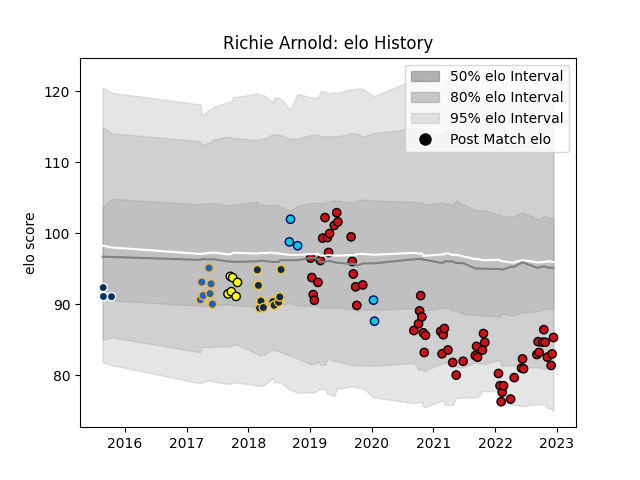 Richie Arnold: elo History
50% elo Interval
80% elo Interval
95% elo Interval
Post Match elo
elo score
120
110
100
90
80
2016 2017 2018 2019 2020 2021 2022 2023